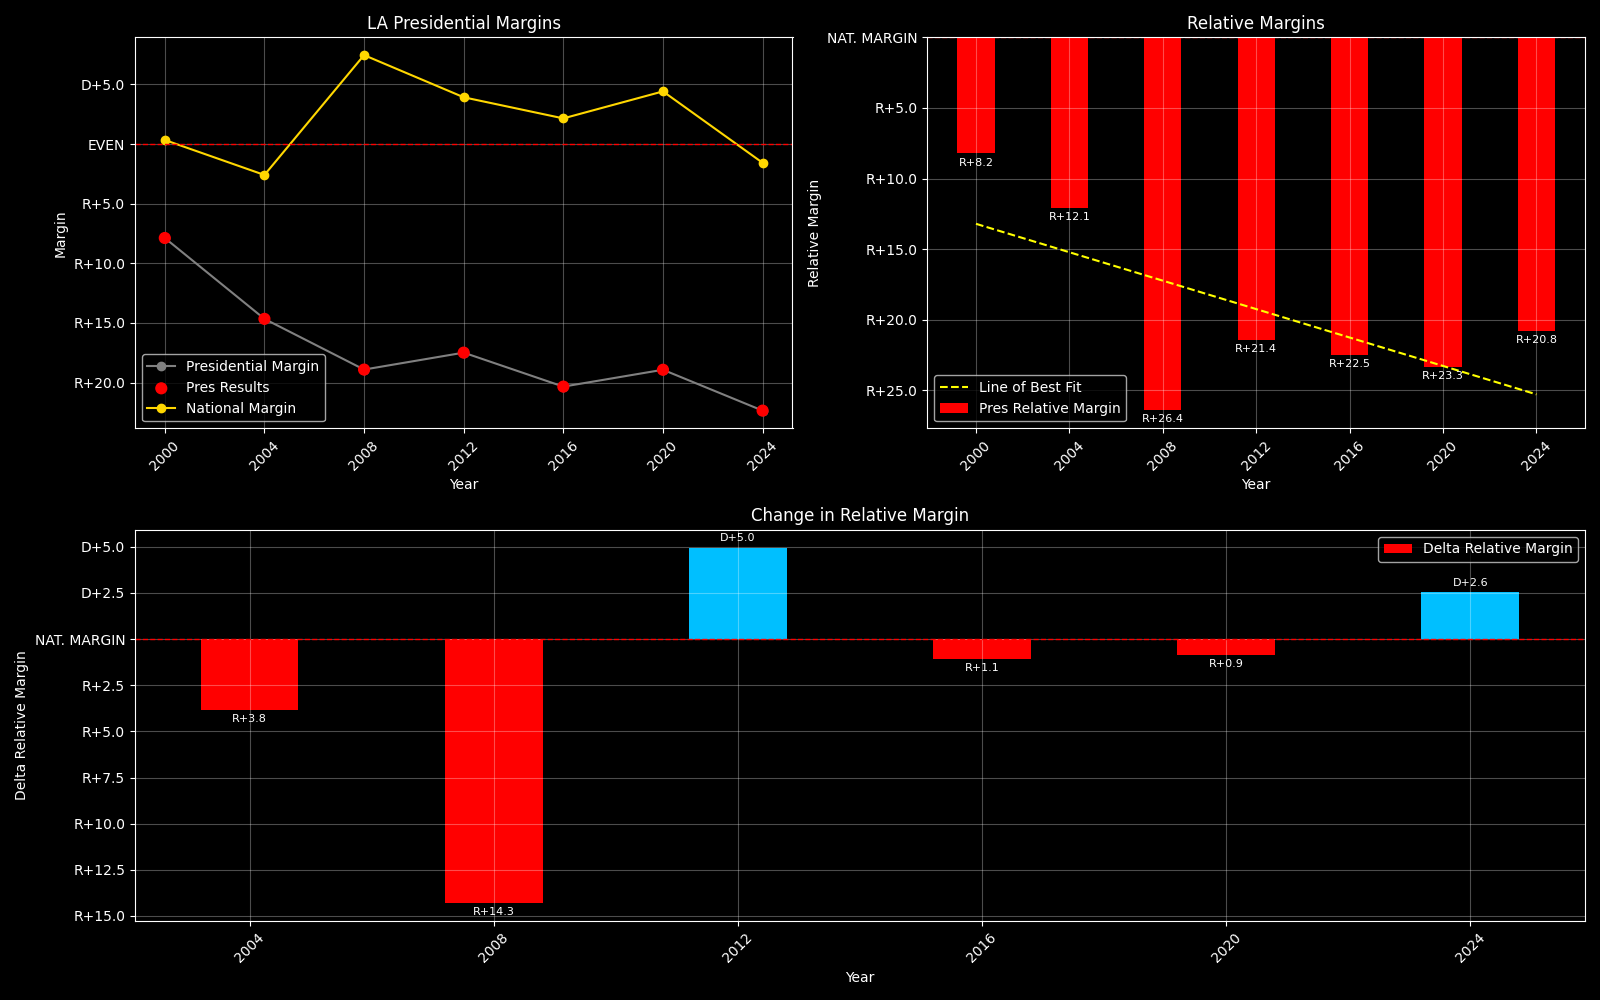 LA Presidential Margins
D+5.0
EVEN
R+5.0
R+10.0
R+15.0
R+20.0
Margin
Presidential Margin
Pres Results
National Margin
2000
2004
2008
2012
2016
2020
2024
Year
Relative Margins
NAT. MARGIN
R+5.0
R+10.0
R+15.0
R+20.0
R+25.0
Relative Margin
R+8.2
R+12.1
R+26.4
R+21.4
R+22.5
R+23.3
R+20.8
Line of Best Fit
Pres Relative Margin
2000
2004
2008
2012
2016
2020
2024
Year
Change in Relative Margin
D+5.0
D+2.5
NAT. MARGIN
R+2.5
R+5.0
R+7.5
R+10.0
R+12.5
R+15.0
Delta Relative Margin
Delta Relative Margin
R+3.8
R+14.3
D+5.0
R+1.1
R+0.9
D+2.6
2004
2008
2012
2016
2020
2024
Year